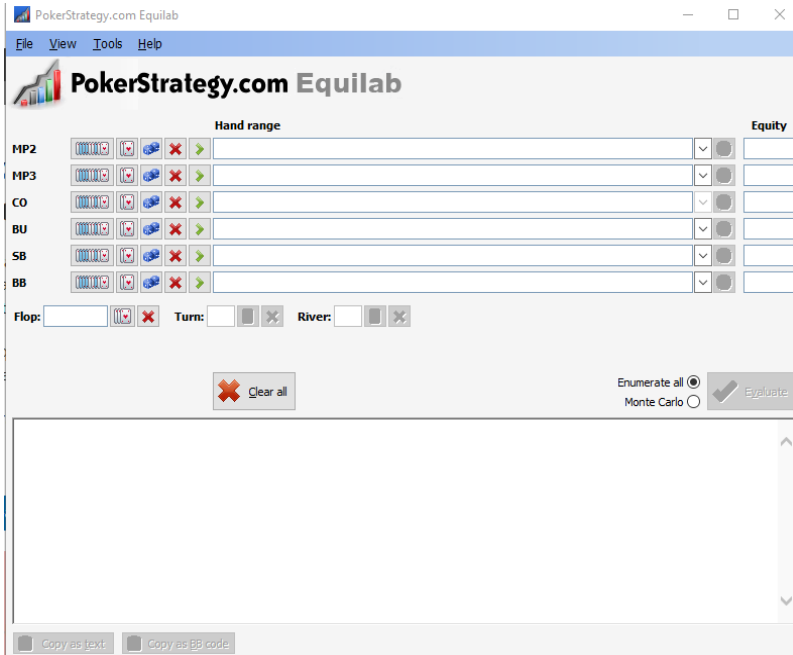 PokerStrategy.com Equilab
File View Tools Help
PokerStrategy.com Equilab
Hand range Equity
MP2
MP3
CO
BU
SB
BB
Flop: Turn: River:
Clear all
Enumerate all
Monte Carlo
Evaluate
Copy as text Copy as BB code